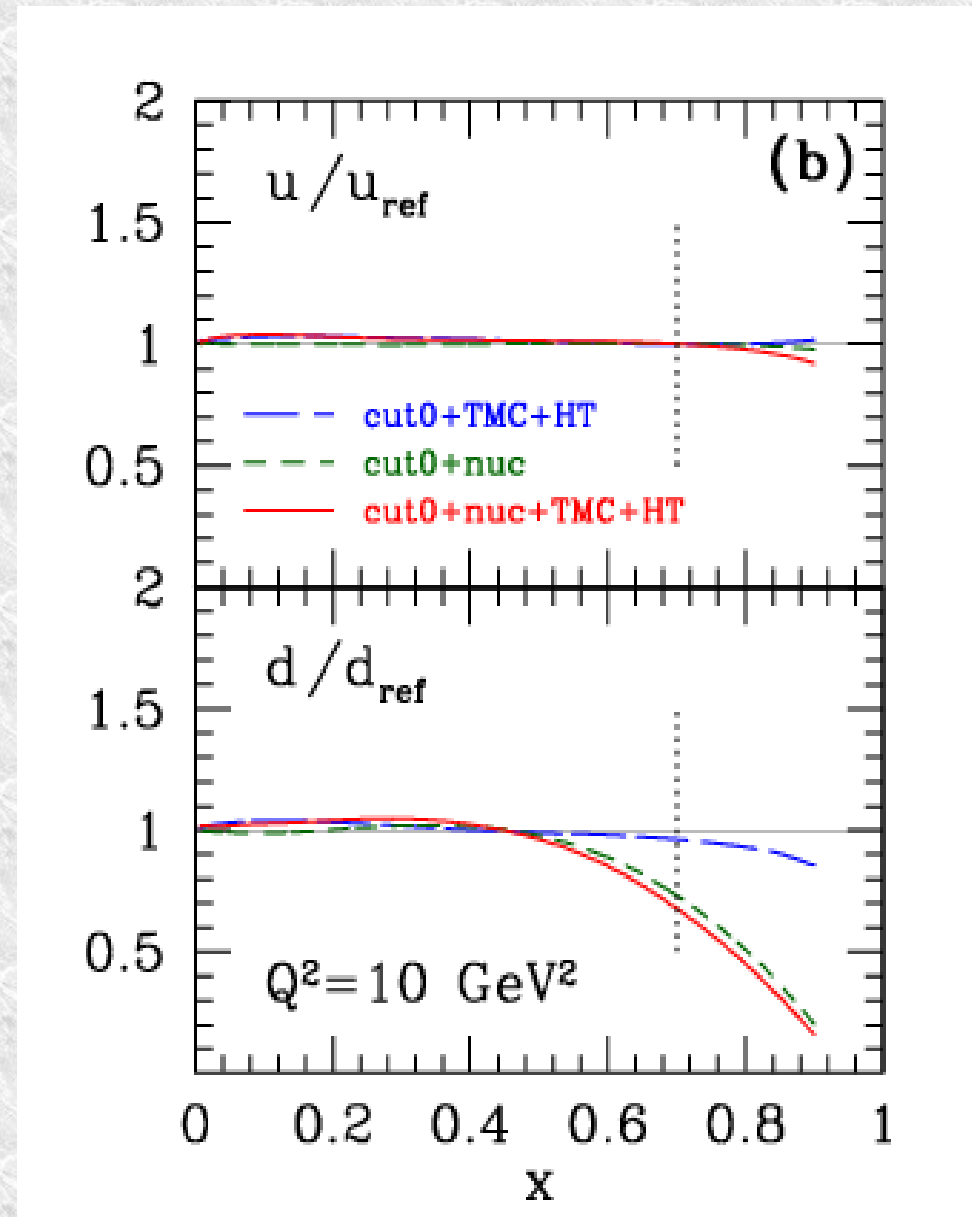 (b)
u/u_ref
2
1.5
1
0.5
cut0+TMC+HT
cut0+nuc
cut0+nuc+TMC+HT
2
d/d_ref
1.5
1
0.5
Q²=10 GeV²
0 0.2 0.4 0.6 0.8 1
x